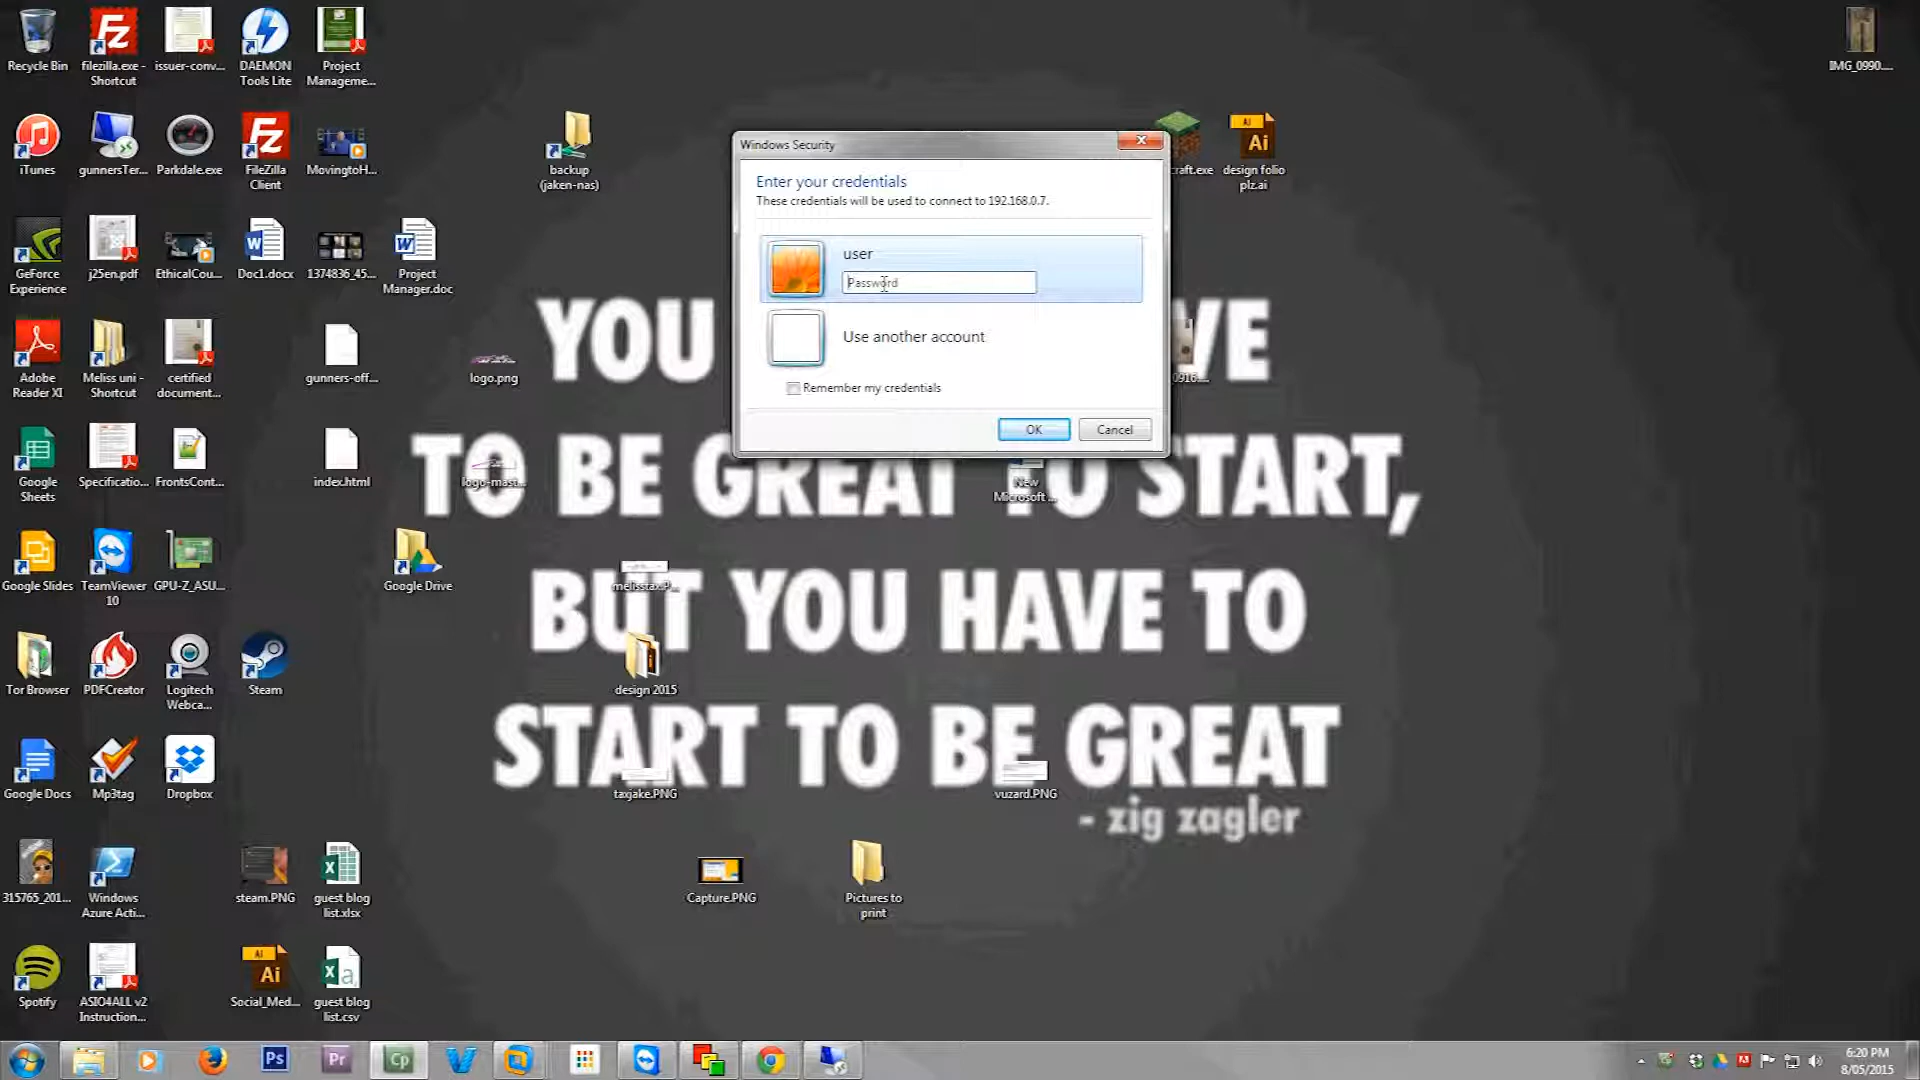 Recycle Bin
filezilla.exe -
Shortcut
issuer-conv...
DAEMON
Tools Lite
Project
Manageme...
IMG_0990....
iTunes
gunnersTer...
Parkdale.exe
FileZilla
Client
MovingtoH...
backup
(jaken-nas)
craft.exe
design folio
plz.ai
GeForce
Experience
j25en.pdf
EthicalCou...
Doc1.docx
1374836_45...
Project
Manager.doc
Adobe
Reader XI
Meliss uni -
Shortcut
certified
document...
gunners-off...
logo.png
Google
Sheets
Specificatio...
FrontsCont...
index.html
logo-mast...
New
Microsoft ...
Google Slides
TeamViewer
10
GPU-Z_ASU...
Google Drive
Tor Browser
PDFCreator
Logitech
Webca...
Steam
design 2015
Google Docs
Mp3tag
Dropbox
taxjake.PNG
vuzard.PNG
315765_201...
Windows
Azure Acti...
steam.PNG
guest blog
list.xlsx
Capture.PNG
Pictures to
print
Spotify
ASIO4ALL v2
Instruction...
Social_Med...
guest blog
list.csv
Windows Security
Enter your credentials
These credentials will be used to connect to 192.168.0.7.
user
Password
Use another account
Remember my credentials
OK
Cancel
YOU VE
TO BE GREAT TO START,
BUT YOU HAVE TO
START TO BE GREAT
- zig zagler
6:20 PM
8/05/2015